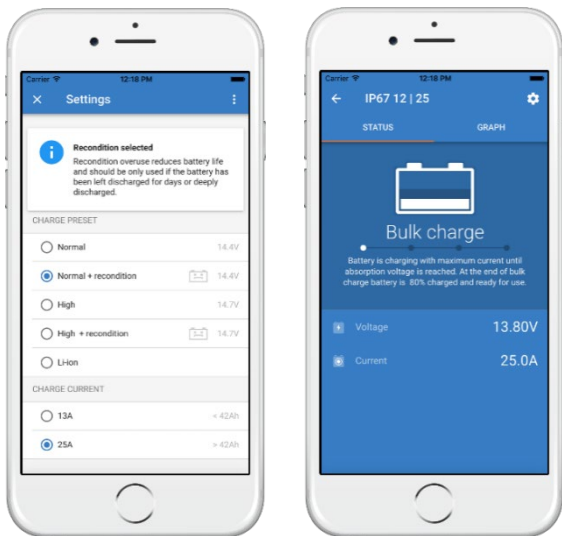 Carrier 12:18 PM
Settings
Recondition selected
Recondition overuse reduces battery life
and should be only used if the battery has
been left discharged for days or deeply
discharged.
CHARGE PRESET
Normal 14.4V
Normal + recondition 14.4V
High 14.7V
High + recondition 14.7V
Li-ion
CHARGE CURRENT
13A < 42Ah
25A > 42Ah
Carrier 12:18 PM
IP67 12 | 25
STATUS GRAPH
Bulk charge
Battery is charging with maximum current until
absorption voltage is reached. At the end of bulk
charge battery is 80% charged and ready for use.
Voltage 13.80V
Current 25.0A